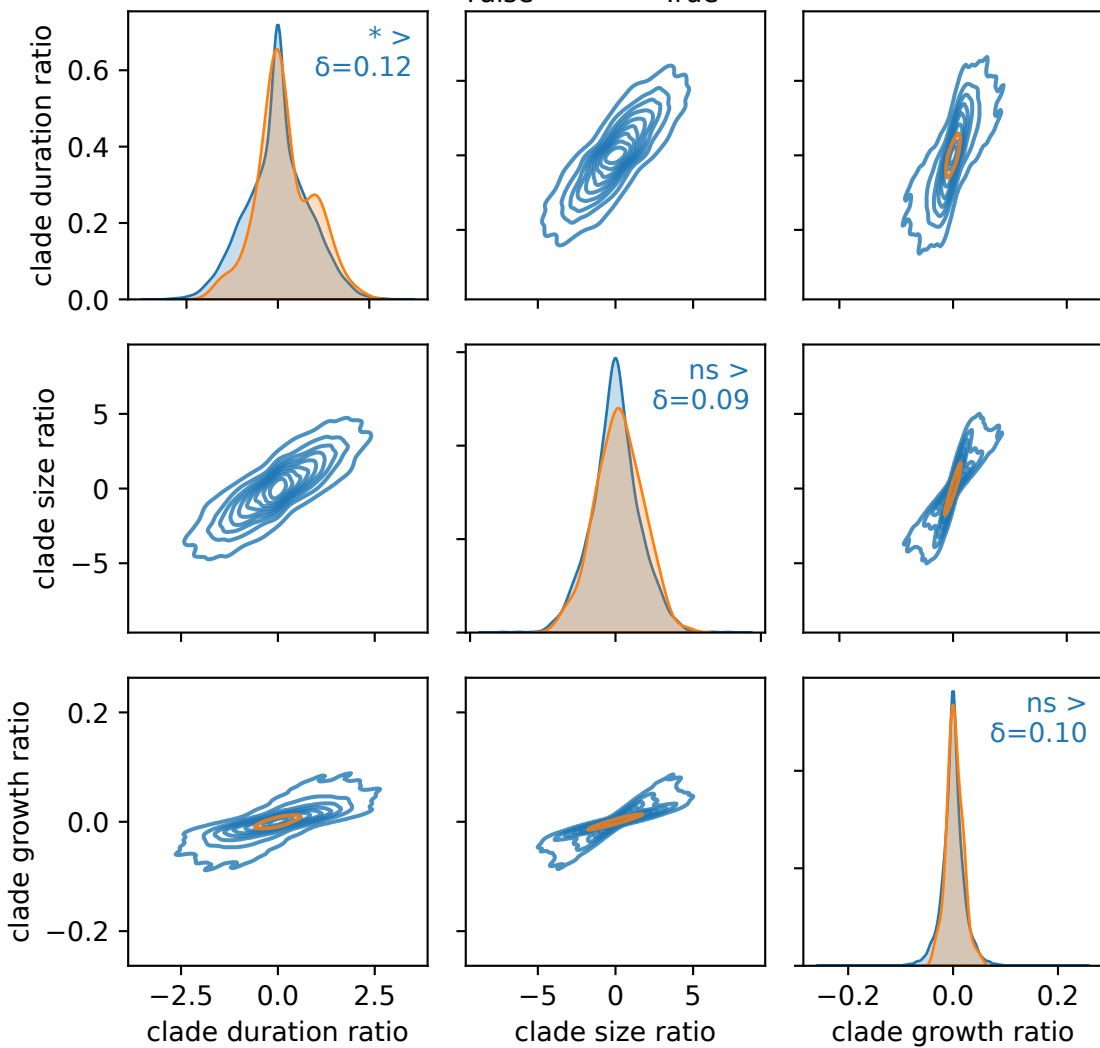 clade duration ratio
0.6
0.4
0.2
0.0
* >
δ=0.12
clade size ratio
5
0
−5
ns >
δ=0.09
clade growth ratio
0.2
0.0
−0.2
ns >
δ=0.10
−2.5 0.0 2.5
−5 0 5
−0.2 0.0 0.2
clade duration ratio
clade size ratio
clade growth ratio